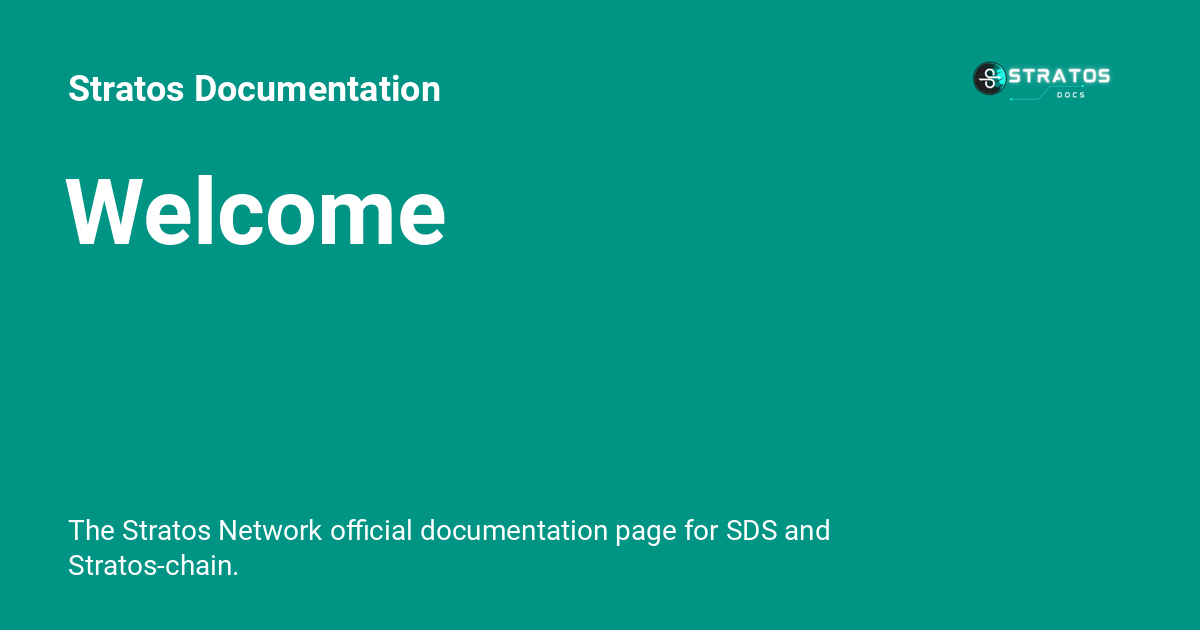 Stratos Documentation
STRATOS
DOCS
Welcome
The Stratos Network official documentation page for SDS and
Stratos-chain.